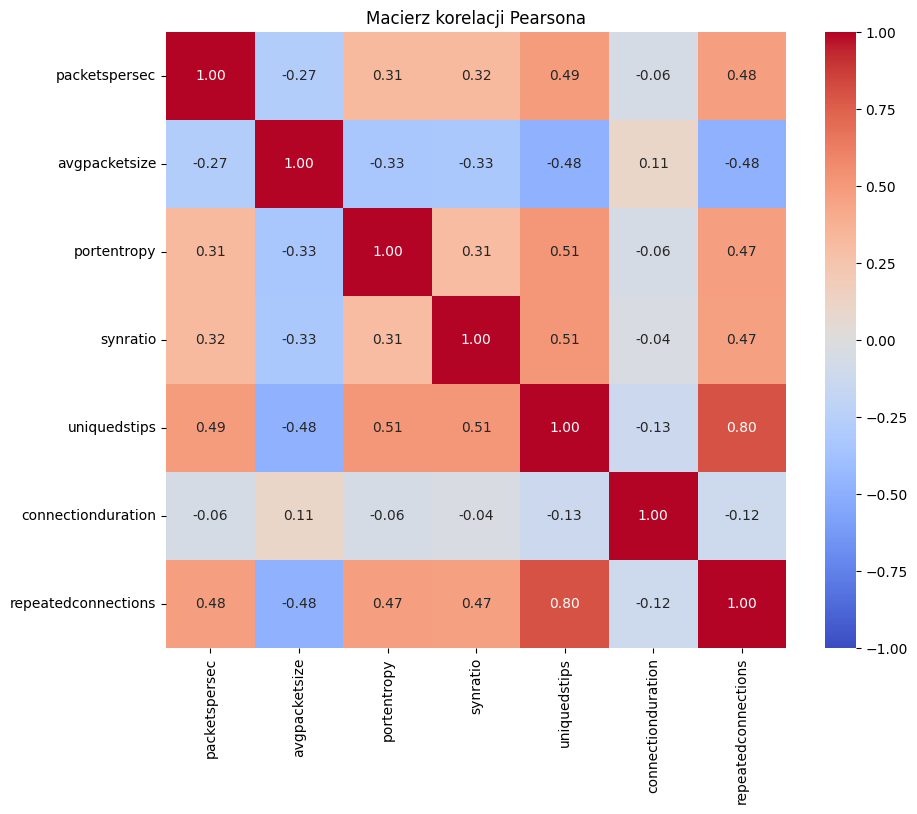 Macierz korelacji Pearsona
packetspersec 1.00 -0.27 0.31 0.32 0.49 -0.06 0.48
avgpacketsize -0.27 1.00 -0.33 -0.33 -0.48 0.11 -0.48
portentropy 0.31 -0.33 1.00 0.31 0.51 -0.06 0.47
synratio 0.32 -0.33 0.31 1.00 0.51 -0.04 0.47
uniquedstips 0.49 -0.48 0.51 0.51 1.00 -0.13 0.80
connectionduration -0.06 0.11 -0.06 -0.04 -0.13 1.00 -0.12
repeatedconnections 0.48 -0.48 0.47 0.47 0.80 -0.12 1.00
packetspersec
avgpacketsize
portentropy
synratio
uniquedstips
connectionduration
repeatedconnections
1.00
0.75
0.50
0.25
0.00
−0.25
−0.50
−0.75
−1.00